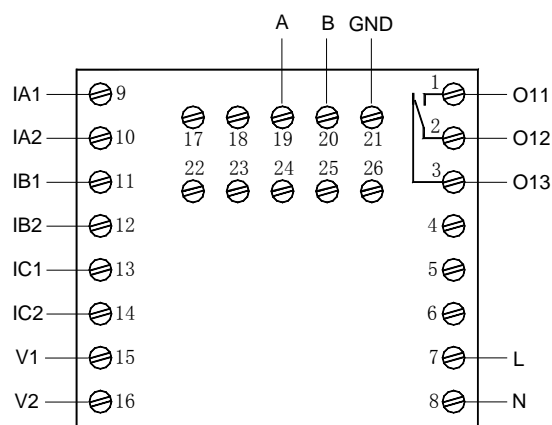 A B GND
IA1 9 1 O11
17 18 19 20 21
IA2 10 2 O12
22 23 24 25 26
IB1 11 3 O13
IB2 12 4
IC1 13 5
IC2 14 6
V1 15 7 L
V2 16 8 N